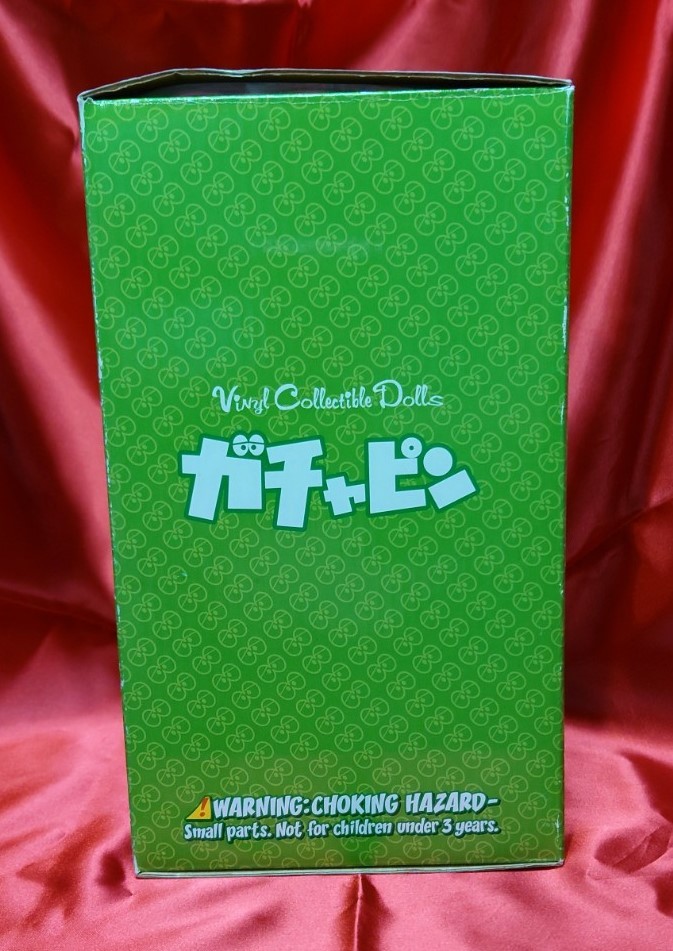 Vinyl Collectible Dolls
ガチャピン
WARNING: CHOKING HAZARD-
Small parts. Not for children under 3 years.